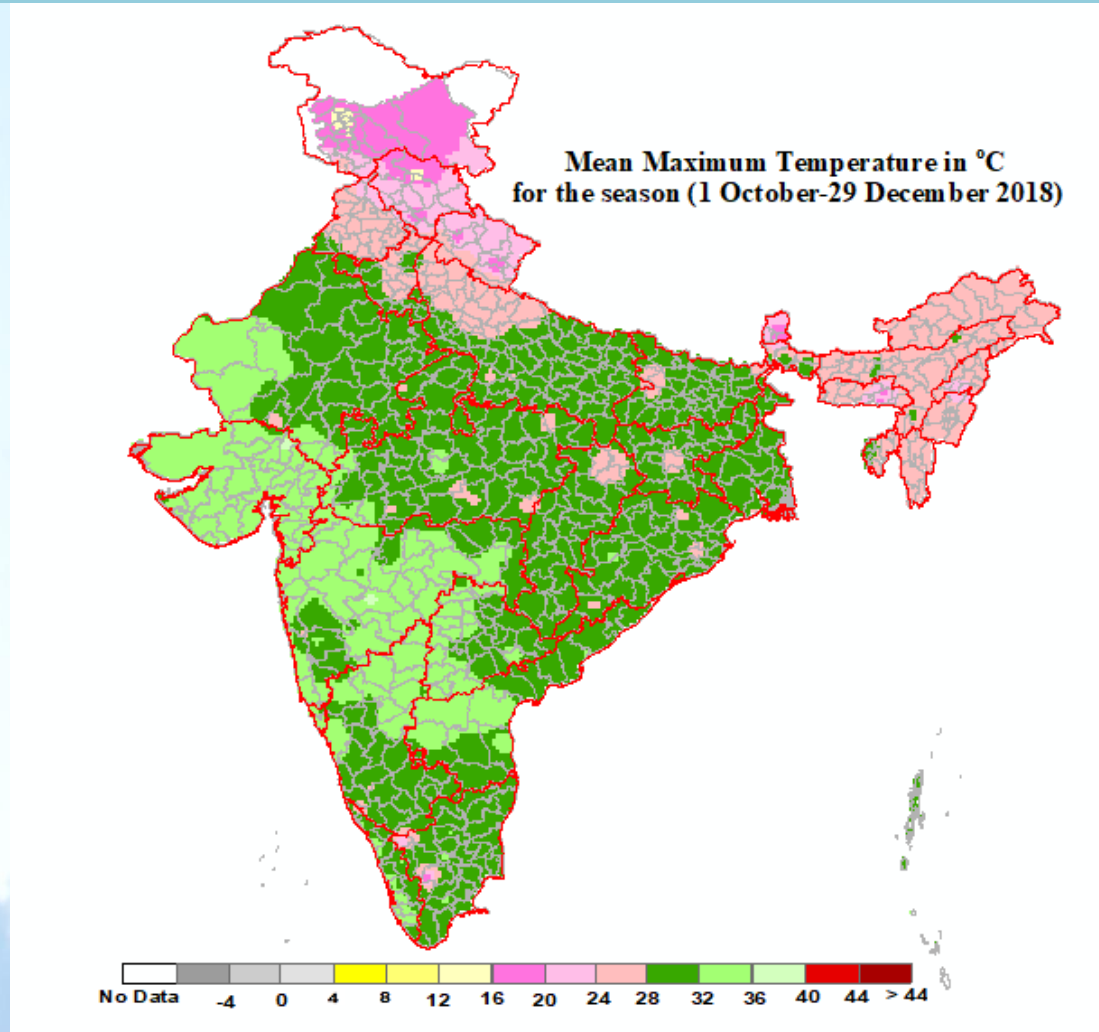 Mean Maximum Temperature in °C
for the season (1 October-29 December 2018)
No Data -4 0 4 8 12 16 20 24 28 32 36 40 44 > 44